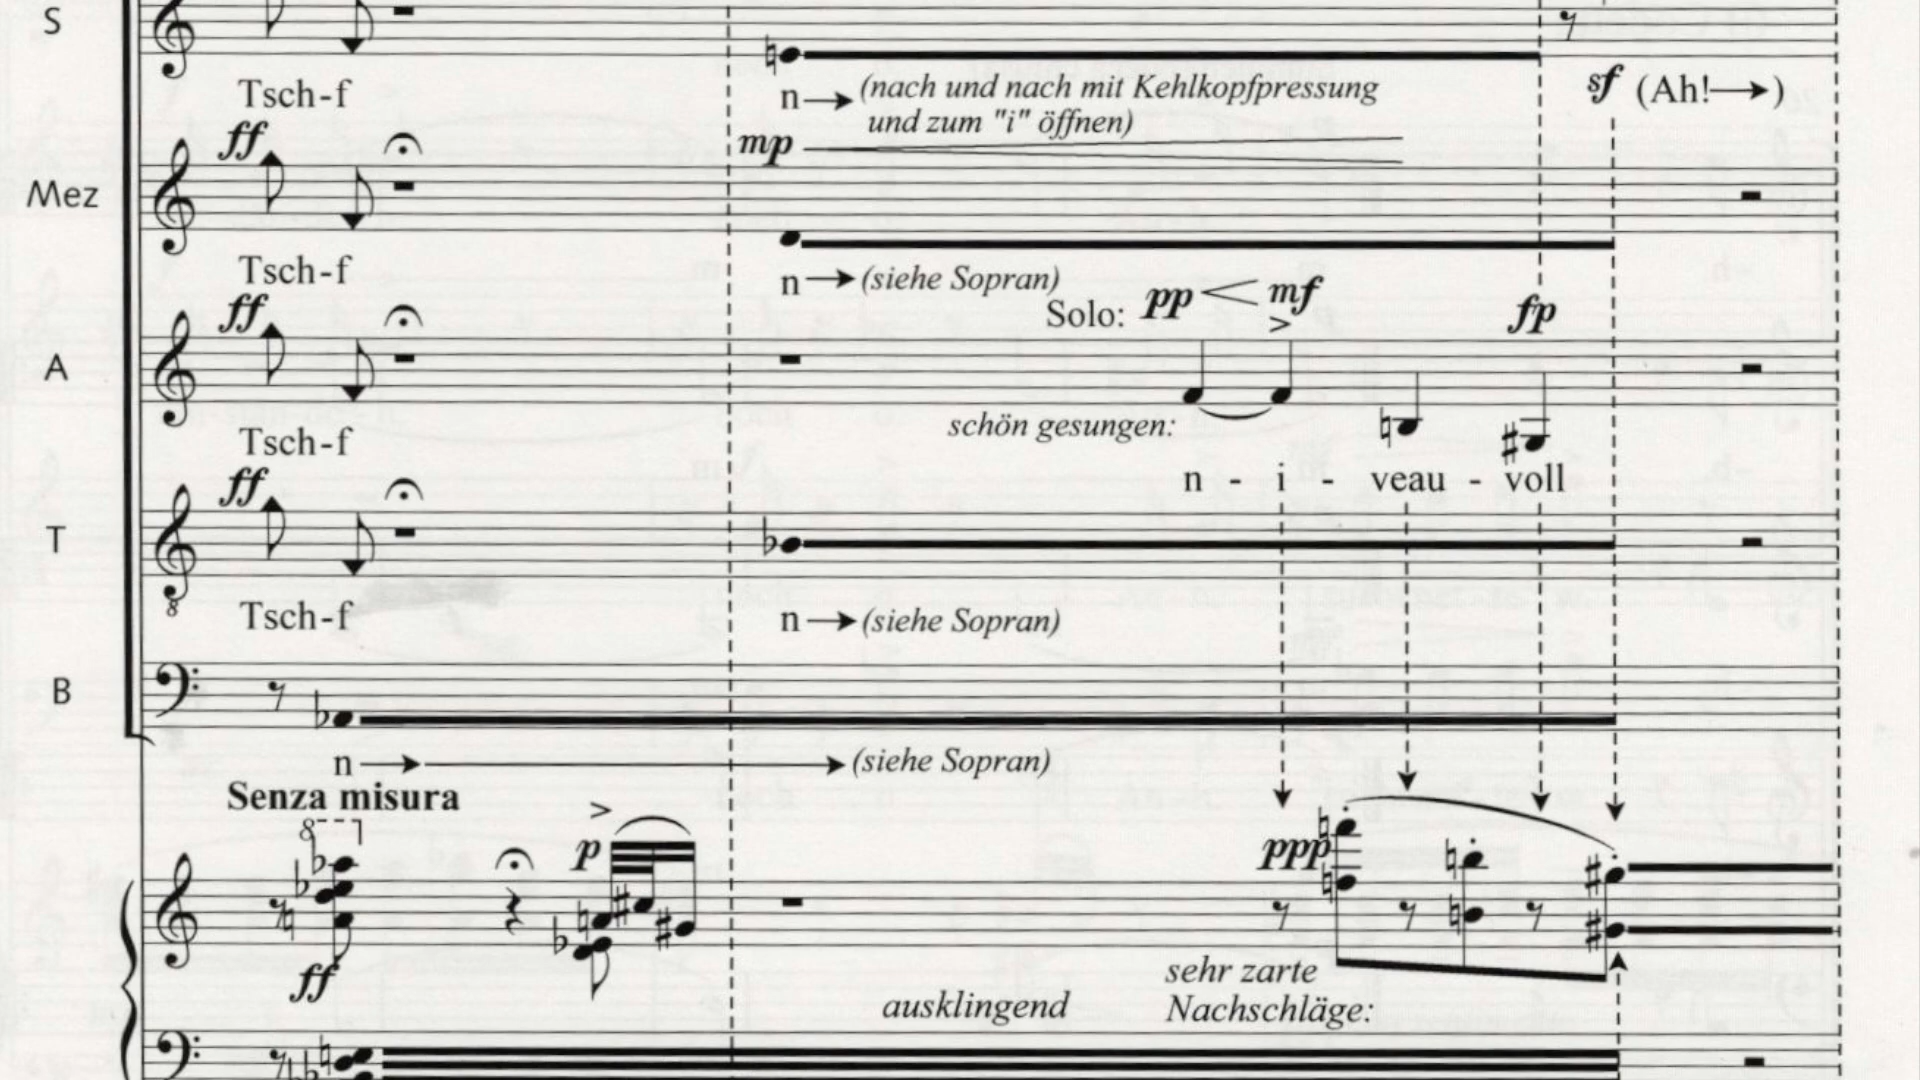 S
Tsch-f
n (nach und nach mit Kehlkopfpressung
und zum "i" öffnen)
sf (Ah! )
ff
mp
Mez
Tsch-f
n (siehe Sopran)
ff
Solo: pp mf fp
A
schön gesungen:
Tsch-f
n - i - veau - voll
ff
T
8
Tsch-f
n (siehe Sopran)
B
n (siehe Sopran)
Senza misura
8
p
ppp
ff
sehr zarte
ausklingend Nachschläge: